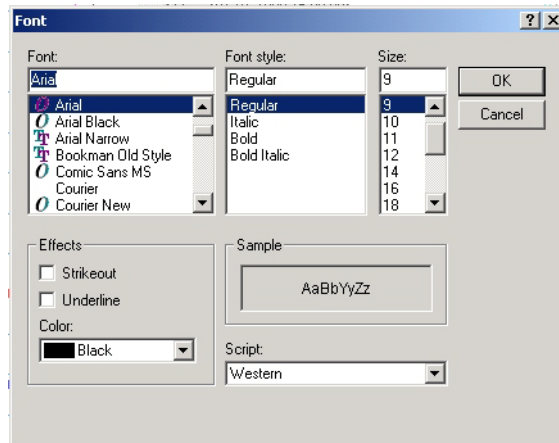 Font
Font:
Arial
Arial
Arial Black
Arial Narrow
Bookman Old Style
Comic Sans MS
Courier
Courier New
Font style:
Regular
Regular
Italic
Bold
Bold Italic
Size:
9
9
10
11
12
14
16
18
OK
Cancel
Effects
Strikeout
Underline
Color:
Black
Sample
AaBbYyZz
Script:
Western